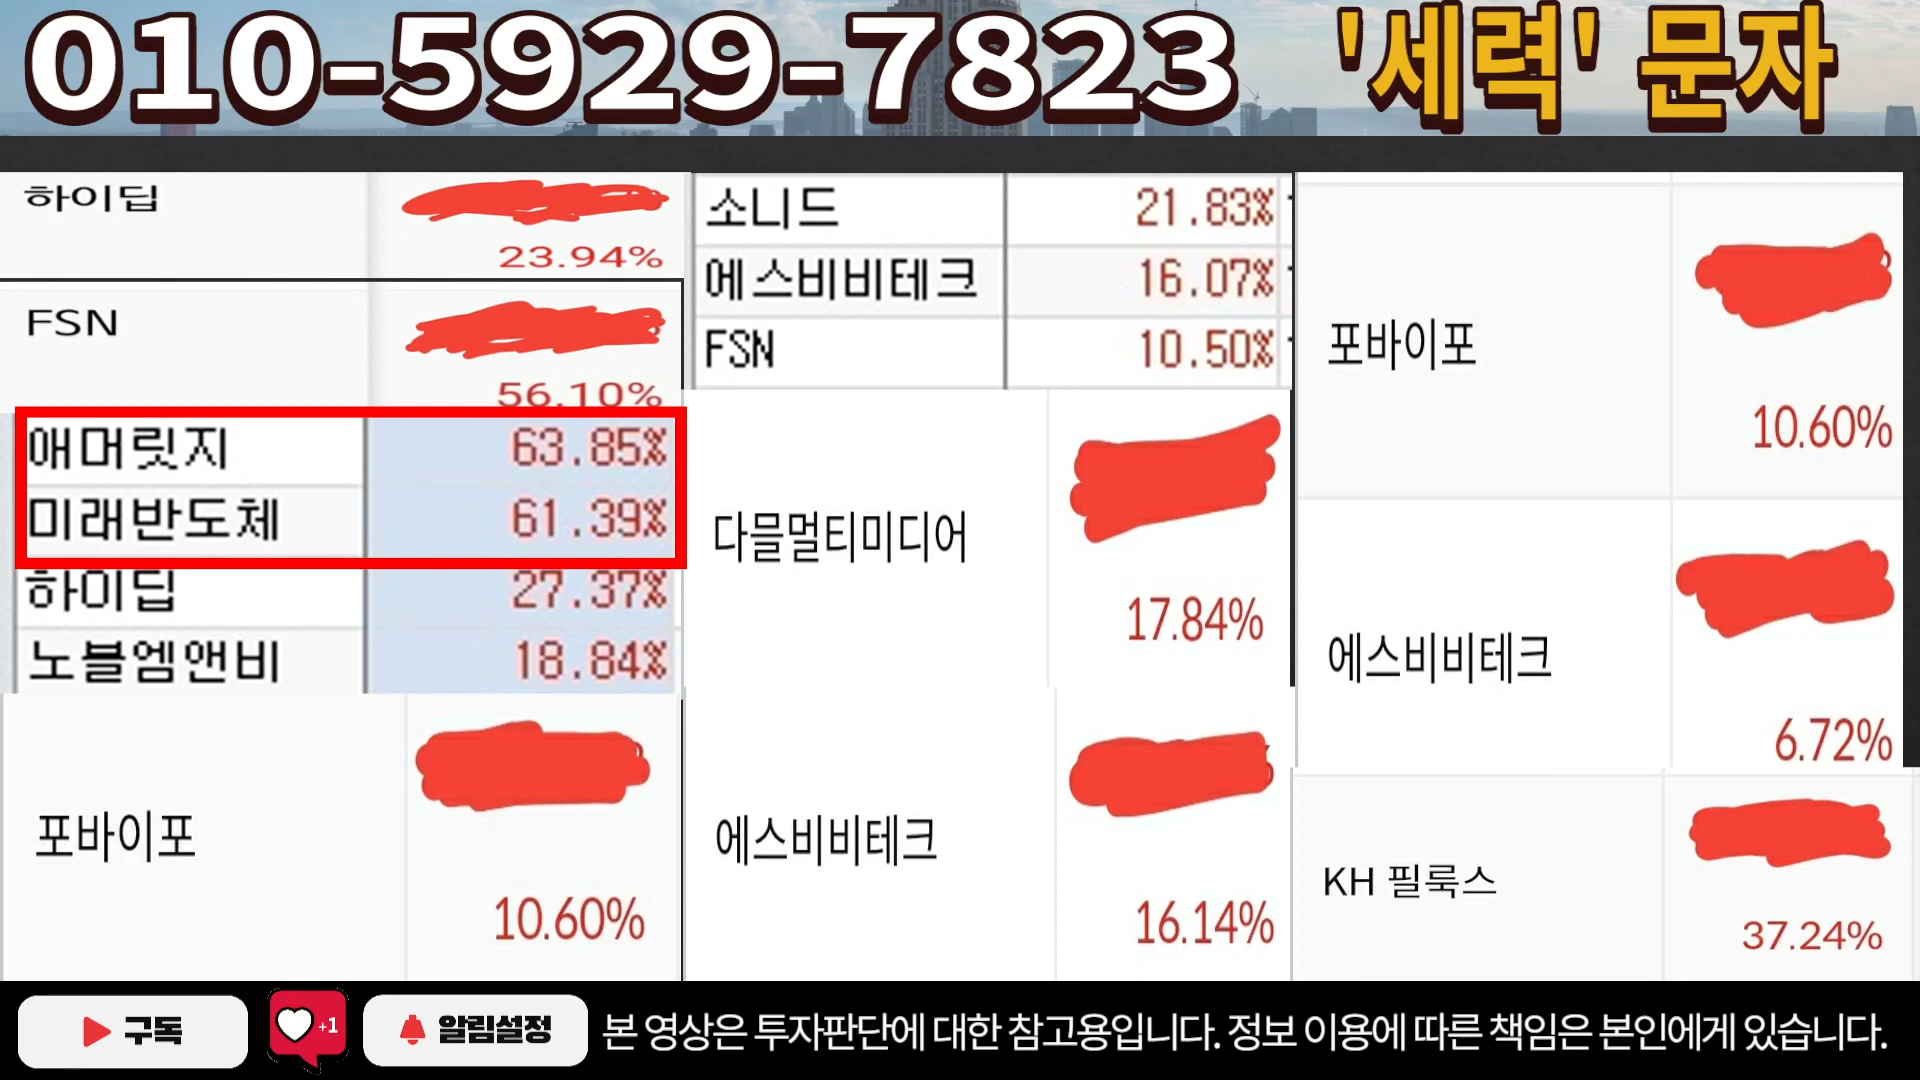 010-5929-7823 '세력' 문자
하이딥
23.94%
FSN
56.10%
애머릿지 63.85%
미래반도체 61.39%
하이딥 27.37%
노블엠앤비 18.84%
포바이포
10.60%
소니드 21.83%
에스비비테크 16.07%
FSN 10.50%
다믈멀티미디어
17.84%
에스비비테크
16.14%
포바이포
10.60%
에스비비테크
6.72%
KH 필룩스
37.24%
구독 +1 알림설정 본 영상은 투자판단에 대한 참고용입니다. 정보 이용에 따른 책임은 본인에게 있습니다.